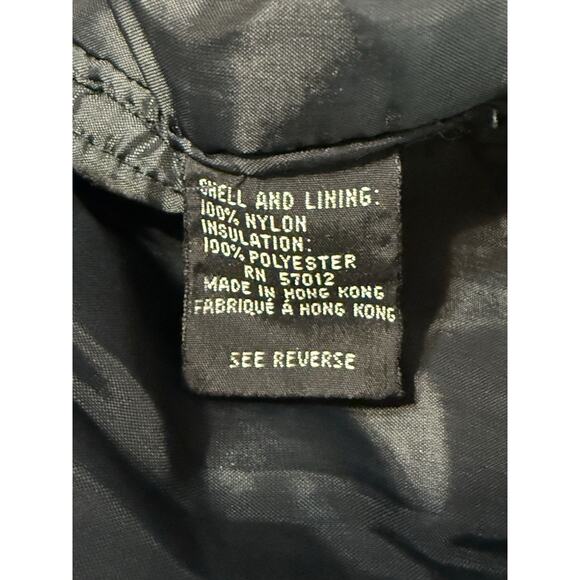 SHELL AND LINING:
100% NYLON
INSULATION:
100% POLYESTER
RN 57012
MADE IN HONG KONG
FABRIQUÉ À HONG KONG
SEE REVERSE